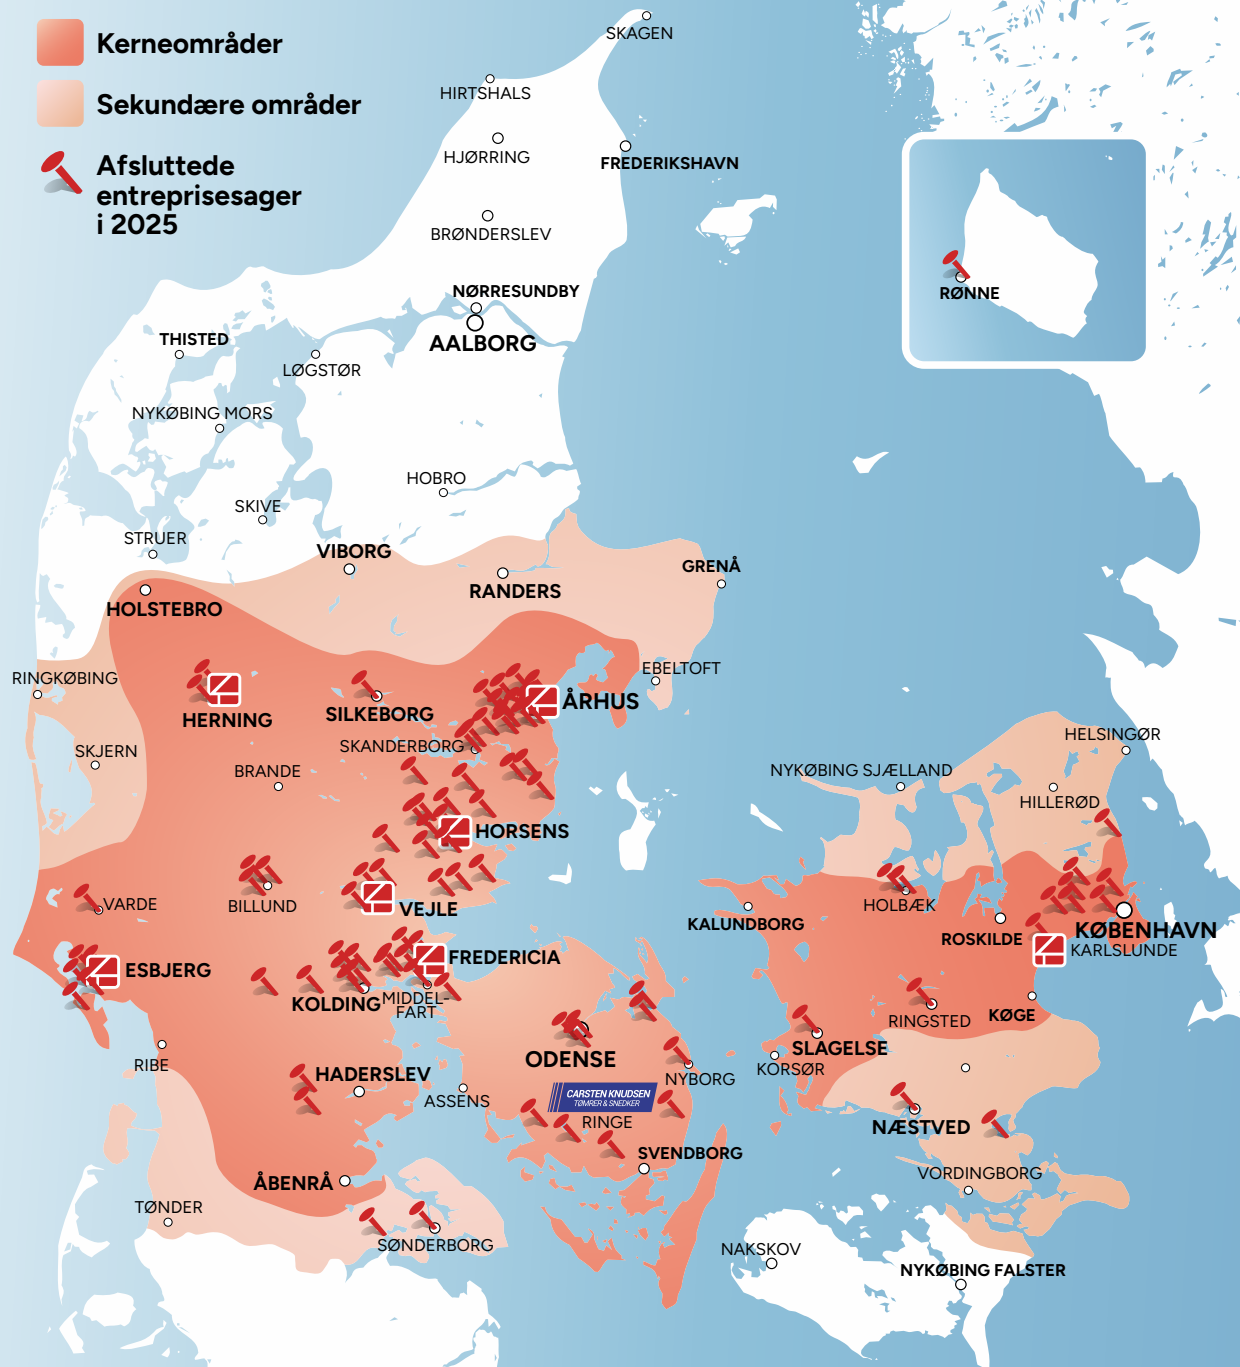 Kerneområder
Sekundære områder
Afsluttede
entreprisesager
i 2025
SKAGEN
HIRTSHALS
HJØRRING
FREDERIKSHAVN
BRØNDERSLEV
NØRRESUNDBY
AALBORG
RØNNE
THISTED
LØGSTØR
NYKØBING MORS
HOBRO
SKIVE
STRUER
VIBORG
GRENÅ
RANDERS
HOLSTEBRO
EBELTOFT
RINGKØBING
ÅRHUS
SILKEBORG
HERNING
SKANDERBORG
SKJERN
BRANDE
HELSINGØR
NYKØBING SJÆLLAND
HILLERØD
HORSENS
BILLUND
VARDE
VEJLE
HOLBÆK
KALUNDBORG
ROSKILDE
KØBENHAVN
KARLSLUNDE
FREDERICIA
ESBJERG
KOLDING
MIDDEL-
FART
RINGSTED
KØGE
SLAGELSE
KORSØR
ODENSE
RIBE
HADERSLEV
NYBORG
ASSENS
CARSTEN KNUDSEN
TØMRER & SNEDKER
RINGE
NÆSTVED
SVENDBORG
VORDINGBORG
ÅBENRÅ
TØNDER
SØNDERBORG
NAKSKOV
NYKØBING FALSTER